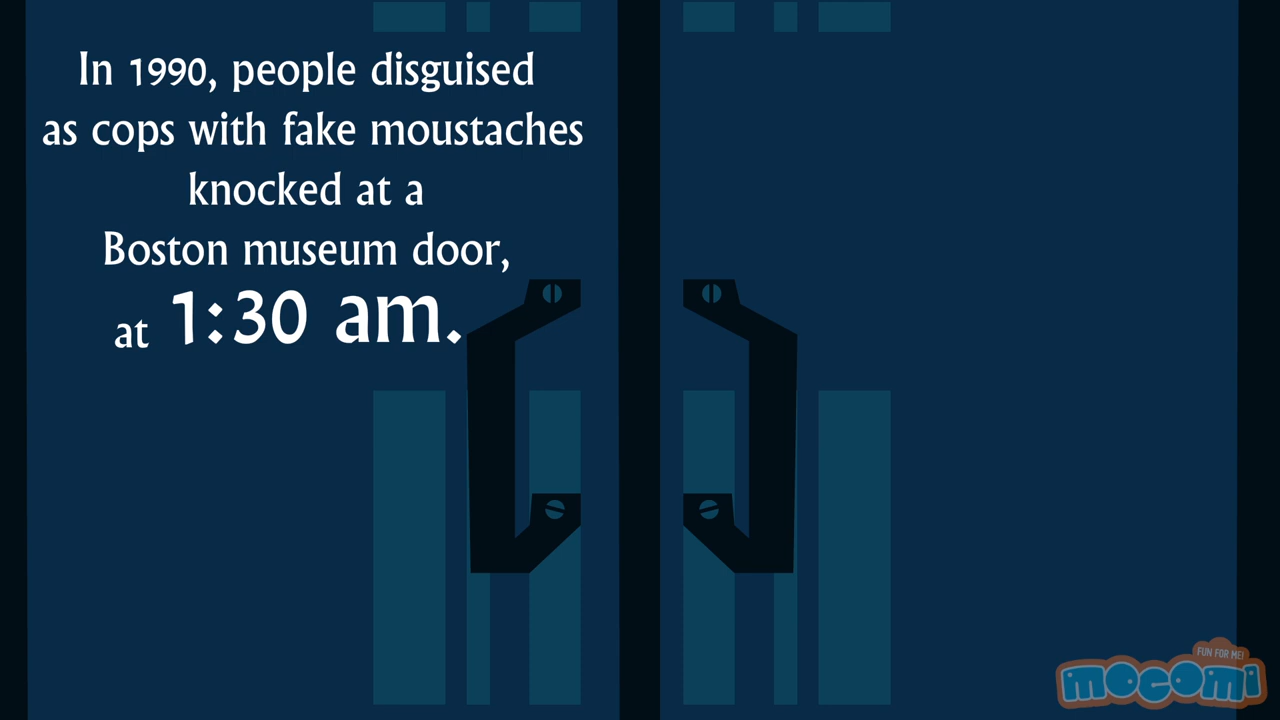 In 1990, people disguised
as cops with fake moustaches
knocked at a
Boston museum door,
at 1:30 am.
FUN FOR ME!
mocomi